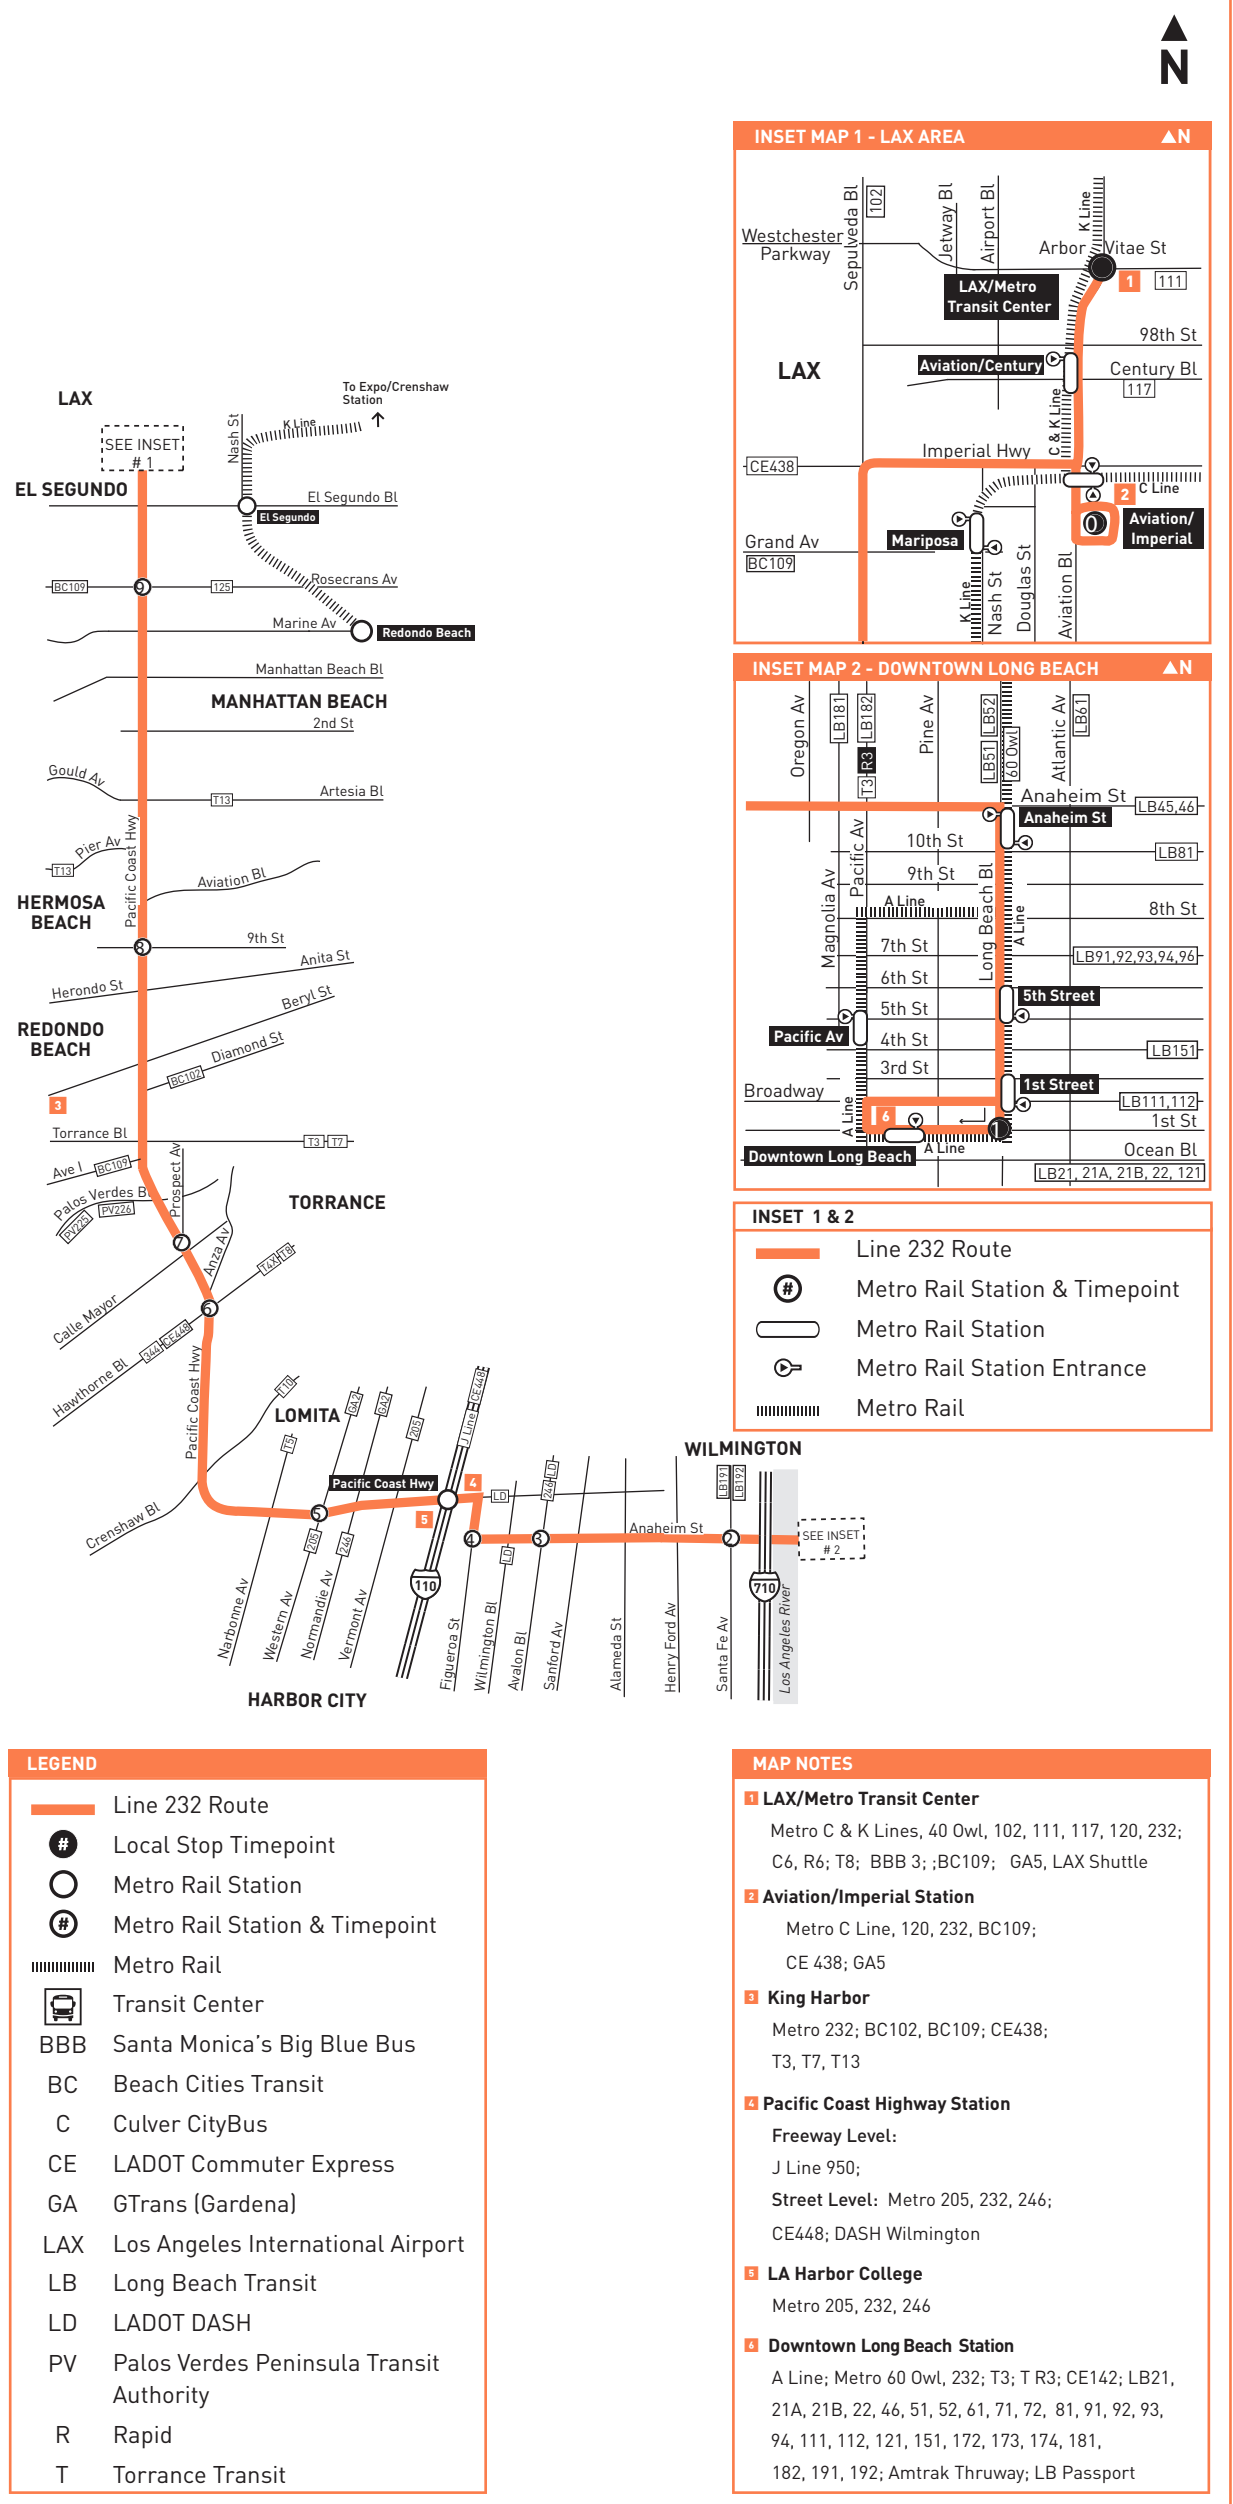 N
INSET MAP 1 - LAX AREA
N
Sepulveda Bl
102
Jetway Bl
Airport Bl
K Line
Westchester
Parkway
Arbor Vitae St
1
111
LAX/Metro
Transit Center
98th St
LAX
Aviation/Century
Century Bl
117
C & K Line
Imperial Hwy
CE438
2
C Line
0
Aviation/
Imperial
Mariposa
Grand Av
BC109
K Line
Nash St
Douglas St
Aviation Bl
INSET MAP 2 - DOWNTOWN LONG BEACH
N
Oregon Av
LB181
LB182
R3
T3
Pine Av
LB52
LB51
60 Owl
Atlantic Av
LB61
Anaheim St
LB45,46
Anaheim St
Pacific Av
10th St
LB81
9th St
Magnolia Av
A Line
Long Beach Bl
A Line
8th St
7th St
LB91,92,93,94,96
6th St
5th Street
5th St
Pacific Av
4th St
LB151
3rd St
1st Street
Broadway
LB111,112
A Line
6
1
1st St
A Line
Ocean Bl
Downtown Long Beach
LB21, 21A, 21B, 22, 121
INSET 1 & 2
Line 232 Route
# Metro Rail Station & Timepoint
Metro Rail Station
Metro Rail Station Entrance
Metro Rail
LAX
To Expo/Crenshaw
Station
SEE INSET
# 1
Nash St
K Line
EL SEGUNDO
El Segundo Bl
El Segundo
BC109
9
125
Rosecrans Av
Marine Av
Redondo Beach
Manhattan Beach Bl
MANHATTAN BEACH
2nd St
Gould Av
T13
Artesia Bl
Pacific Coast Hwy
Pier Av
T13
Aviation Bl
HERMOSA
BEACH
8
9th St
Anita St
Herondo St
Beryl St
REDONDO
BEACH
Diamond St
BC102
3
Torrance Bl
T3
T7
Ave I
BC109
Prospect Av
Palos Verdes Bl
PV225
PV226
TORRANCE
7
Anza Av
T4X
T8
Calle Mayor
6
344
CE448
Hawthorne Bl
Pacific Coast Hwy
T10
Crenshaw Bl
LOMITA
T5
GA2
GA2
205
J Line
CE448
WILMINGTON
Pacific Coast Hwy
4
LD
246
LD
LB191
LB192
5
5
Anaheim St
SEE INSET
# 2
205
246
4
LD
3
2
110
710
Narbonne Av
Western Av
Normandie Av
Vermont Av
Figueroa St
Wilmington Bl
Avalon Bl
Sanford Av
Alameda St
Henry Ford Av
Santa Fe Av
Los Angeles River
HARBOR CITY
LEGEND
Line 232 Route
# Local Stop Timepoint
Metro Rail Station
# Metro Rail Station & Timepoint
Metro Rail
Transit Center
BBB Santa Monica's Big Blue Bus
BC Beach Cities Transit
C Culver CityBus
CE LADOT Commuter Express
GA GTrans (Gardena)
LAX Los Angeles International Airport
LB Long Beach Transit
LD LADOT DASH
PV Palos Verdes Peninsula Transit
Authority
R Rapid
T Torrance Transit
MAP NOTES
1 LAX/Metro Transit Center
Metro C & K Lines, 40 Owl, 102, 111, 117, 120, 232;
C6, R6; T8; BBB 3; ;BC109; GA5, LAX Shuttle
2 Aviation/Imperial Station
Metro C Line, 120, 232, BC109;
CE 438; GA5
3 King Harbor
Metro 232; BC102, BC109; CE438;
T3, T7, T13
4 Pacific Coast Highway Station
Freeway Level:
J Line 950;
Street Level: Metro 205, 232, 246;
CE448; DASH Wilmington
5 LA Harbor College
Metro 205, 232, 246
6 Downtown Long Beach Station
A Line; Metro 60 Owl, 232; T3; T R3; CE142; LB21,
21A, 21B, 22, 46, 51, 52, 61, 71, 72, 81, 91, 92, 93,
94, 111, 112, 121, 151, 172, 173, 174, 181,
182, 191, 192; Amtrak Thruway; LB Passport